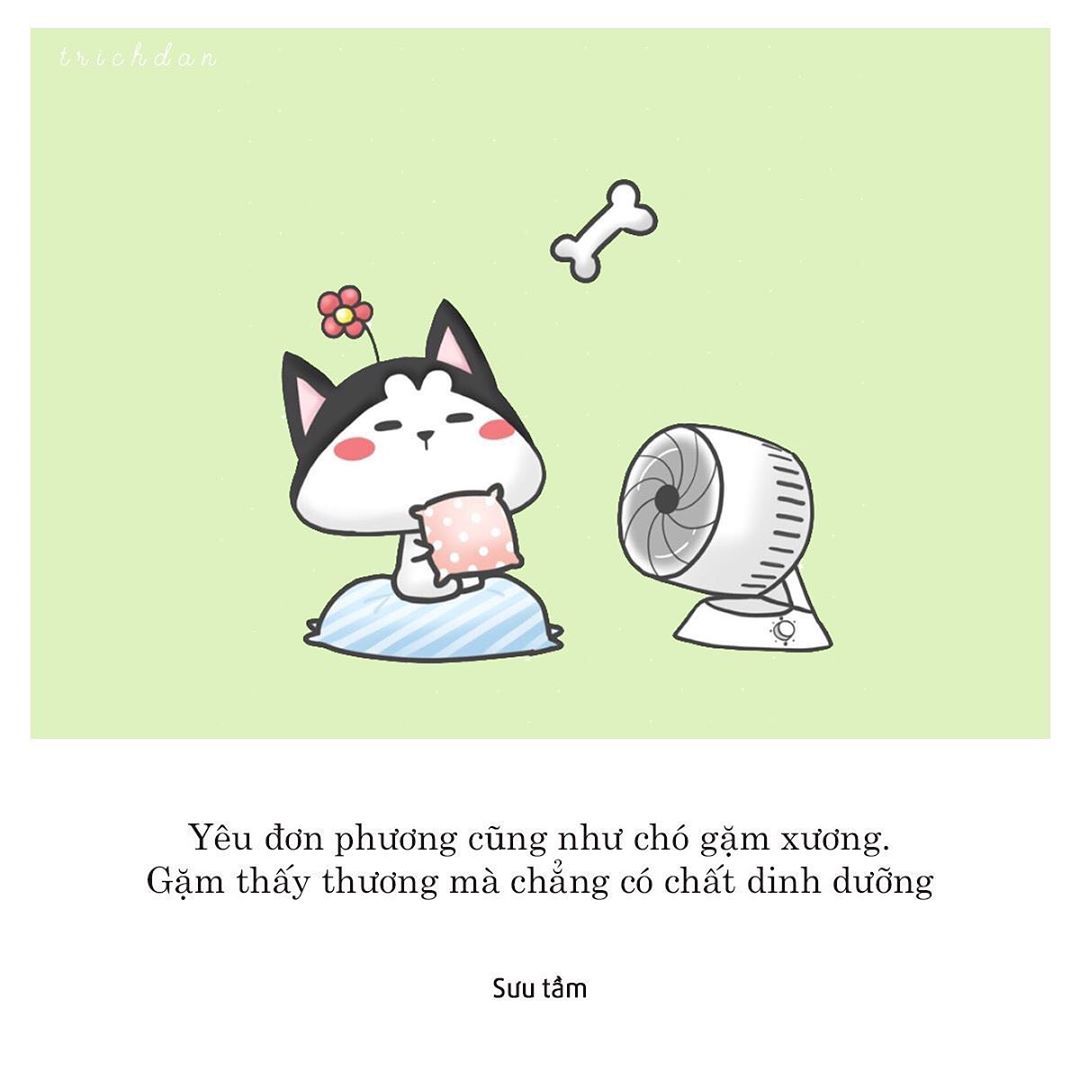 trichdan
Yêu đơn phương cũng như chó gặm xương.
Gặm thấy thương mà chẳng có chất dinh dưỡng
Sưu tầm